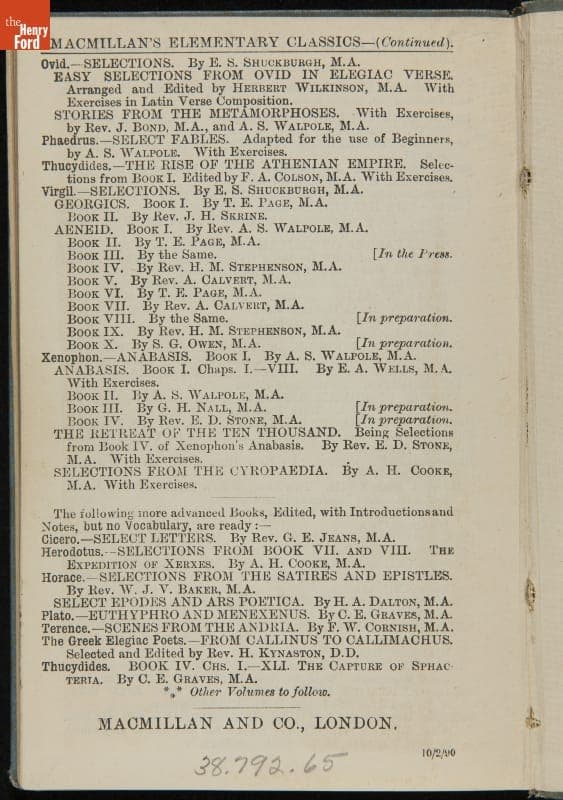 the
Henry
Ford
MACMILLAN'S ELEMENTARY CLASSICS—(Continued).
Ovid.—SELECTIONS. By E. S. SHUCKBURGH, M.A.
EASY SELECTIONS FROM OVID IN ELEGIAC VERSE.
Arranged and Edited by HERBERT WILKINSON, M.A. With
Exercises in Latin Verse Composition.
STORIES FROM THE METAMORPHOSES. With Exercises,
by Rev. J. BOND, M.A., and A. S. WALPOLE, M.A.
Phaedrus.—SELECT FABLES. Adapted for the use of Beginners,
by A. S. WALPOLE. With Exercises.
Thucydides.—THE RISE OF THE ATHENIAN EMPIRE. Selec-
tions from BOOK I. Edited by F. A. COLSON, M.A. With Exercises.
Virgil.—SELECTIONS. By E. S. SHUCKBURGH, M.A.
GEORGICS. BOOK I. By T. E. PAGE, M.A.
BOOK II. By Rev. J. H. SKRINE.
AENEID. BOOK I. By Rev. A. S. WALPOLE, M.A.
BOOK II. By T. E. PAGE, M.A.
BOOK III. By the Same. [In the Press.
BOOK IV. By Rev. H. M. STEPHENSON, M.A.
BOOK V. By Rev. A. CALVERT, M.A.
BOOK VI. By T. E. PAGE, M.A.
BOOK VII. By Rev. A. CALVERT, M.A.
BOOK VIII. By the Same. [In preparation.
BOOK IX. By Rev. H. M. STEPHENSON, M.A.
BOOK X. By S. G. OWEN, M.A. [In preparation.
Xenophon.—ANABASIS. BOOK I. By A. S. WALPOLE, M.A.
ANABASIS. BOOK I. Chaps. I.—VIII. By E. A. WELLS, M.A.
With Exercises.
BOOK II. By A. S. WALPOLE, M.A.
BOOK III. By G. H. NALL, M.A. [In preparation.
BOOK IV. By Rev. E. D. STONE, M.A. [In preparation.
THE RETREAT OF THE TEN THOUSAND. Being Selections
from Book IV. of Xenophon's Anabasis. By Rev. E. D. STONE,
M.A. With Exercises.
SELECTIONS FROM THE CYROPAEDIA. By A. H. COOKE,
M.A. With Exercises.
The following more advanced Books, Edited, with Introductions and
Notes, but no Vocabulary, are ready:—
Cicero.—SELECT LETTERS. By Rev. G. E. JEANS, M.A.
Herodotus.—SELECTIONS FROM BOOK VII. AND VIII. THE
EXPEDITION OF XERXES. By A. H. COOKE, M.A.
Horace.—SELECTIONS FROM THE SATIRES AND EPISTLES.
By Rev. W. J. V. BAKER, M.A.
SELECT EPODES AND ARS POETICA. By H. A. DALTON, M.A.
Plato.—EUTHYPHRO AND MENEXENUS. By C. E. GRAVES, M.A.
Terence.—SCENES FROM THE ANDRIA. By F. W. CORNISH, M.A.
The Greek Elegiac Poets.—FROM CALLINUS TO CALLIMACHUS.
Selected and Edited by Rev. H. KYNASTON, D.D.
Thucydides. BOOK IV. CHS. I.—XLI. THE CAPTURE OF SPHAC-
TERIA. By C. E. GRAVES, M.A.
*** Other Volumes to follow.
MACMILLAN AND CO., LONDON.
10/2/90
38.792.65